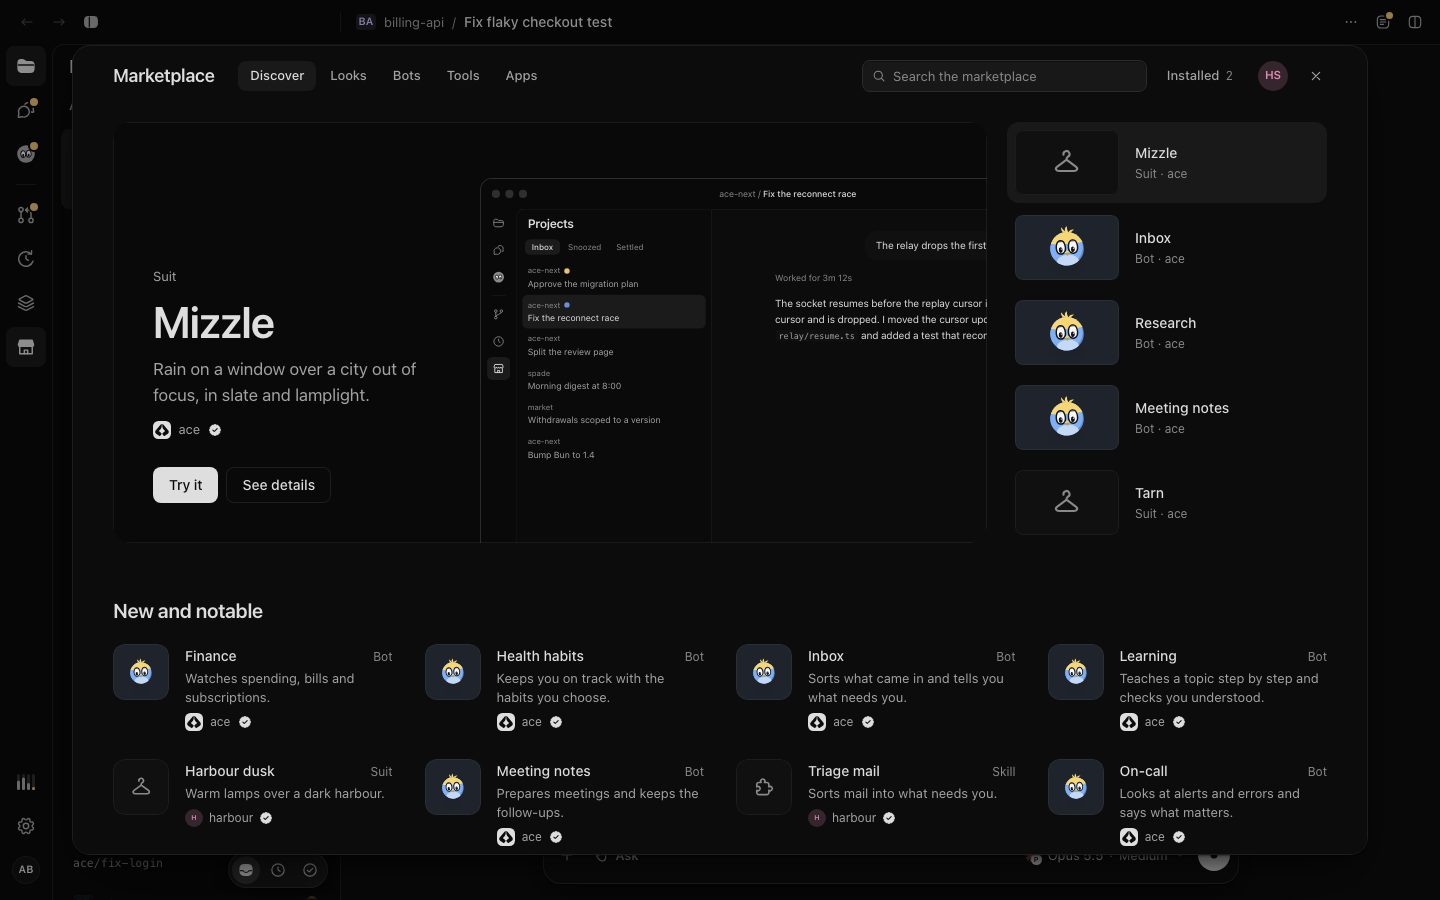 BA billing-api / Fix flaky checkout test
Marketplace
Discover
Looks
Bots
Tools
Apps
Search the marketplace
Installed 2
HS
Suit
Mizzle
Rain on a window over a city out of
focus, in slate and lamplight.
ace
Try it
See details
ace-next / Fix the reconnect race
Projects
Inbox
Snoozed
Settled
ace-next
Approve the migration plan
ace-next
Fix the reconnect race
ace-next
Split the review page
spade
Morning digest at 8:00
market
Withdrawals scoped to a version
ace-next
Bump Bun to 1.4
The relay drops the first
Worked for 3m 12s
The socket resumes before the replay cursor
cursor and is dropped. I moved the cursor
relay/resume.ts and added a test that
Mizzle
Suit · ace
Inbox
Bot · ace
Research
Bot · ace
Meeting notes
Bot · ace
Tarn
Suit · ace
New and notable
Finance
Bot
Watches spending, bills and
subscriptions.
ace
Health habits
Bot
Keeps you on track with the
habits you choose.
ace
Inbox
Bot
Sorts what came in and tells you
what needs you.
ace
Learning
Bot
Teaches a topic step by step and
checks you understood.
ace
Harbour dusk
Suit
Warm lamps over a dark harbour.
H harbour
Meeting notes
Bot
Prepares meetings and keeps the
follow-ups.
ace
Triage mail
Skill
Sorts mail into what needs you.
H harbour
On-call
Bot
Looks at alerts and errors and
says what matters.
ace
AB
ace/fix-login
Ask
P
Opus 5.5 · Medium